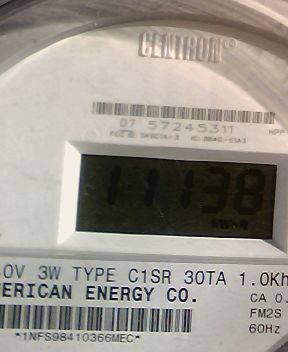 CENTRON®
07 57245311
11138
kWh
0V 3W TYPE C1SR 30TA 1.0Kh
ERICAN ENERGY CO.
CA 0.
FM2S
60Hz
*1NFS98410366MEC*